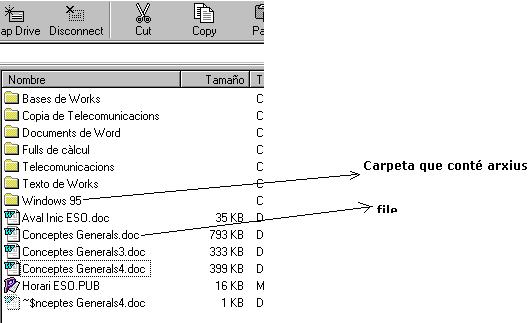 ap Drive Disconnect Cut Copy Pa
Nombre Tamaño T
Bases de Works C
Copia de Telecomunicacions C
Documents de Word C
Fulls de càlcul C
Telecomunicacions C
Texto de Works C
Windows 95 C
Aval Inic ESO.doc 35 KB D
Conceptes Generals.doc 793 KB D
Conceptes Generals3.doc 333 KB D
Conceptes Generals4.doc 399 KB D
Horari ESO.PUB 16 KB M
~$nceptes Generals4.doc 1 KB D
Carpeta que conté arxius
file